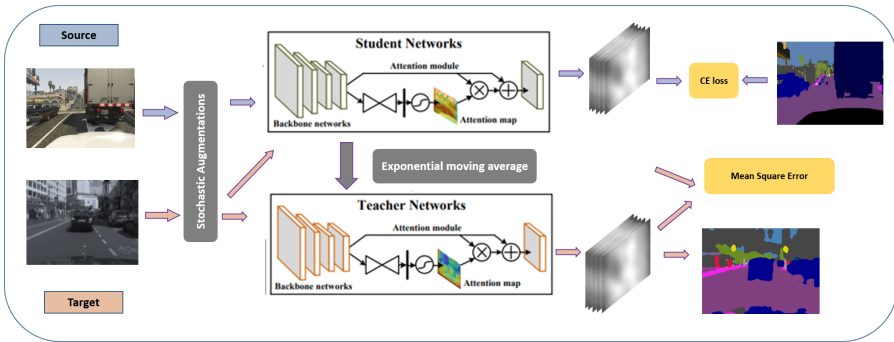 Source
Student Networks
Attention module
Backbone networks
Attention map
CE loss
Stochastic Augmentations
Exponential moving average
Mean Square Error
Teacher Networks
Attention module
Backbone networks
Attention map
Target